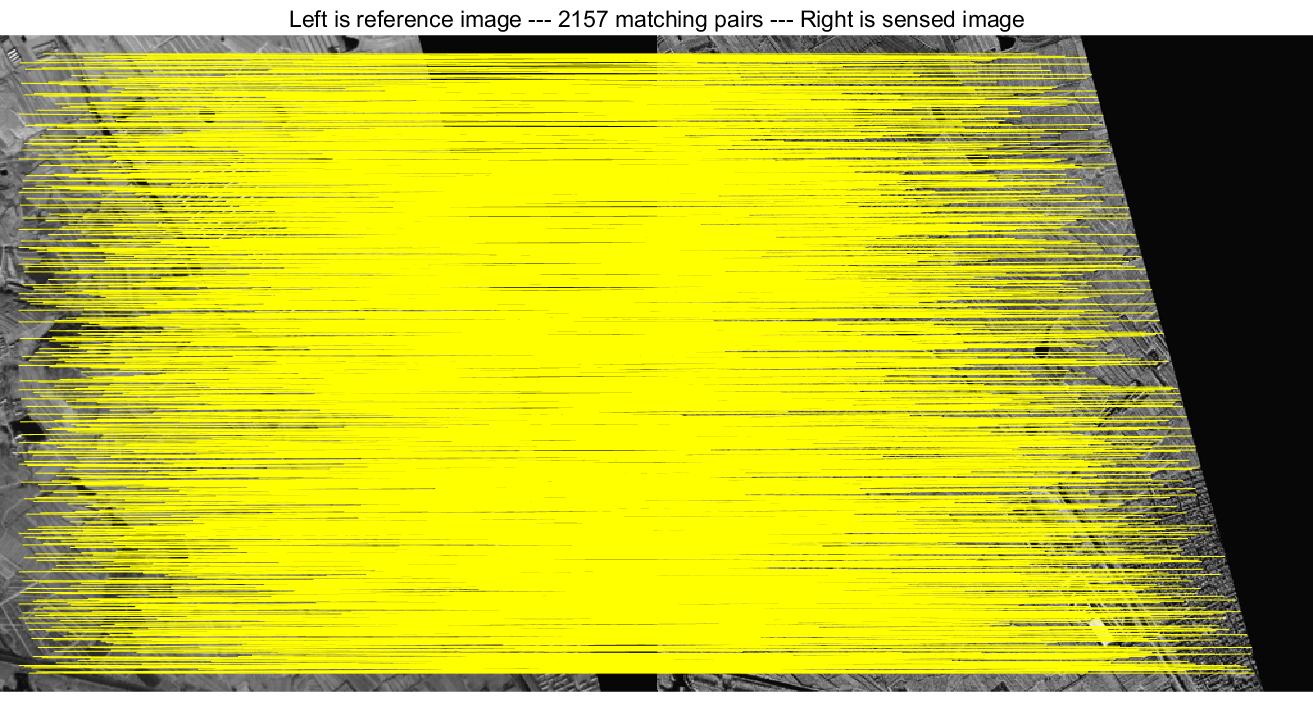 Left is reference image --- 2157 matching pairs --- Right is sensed image